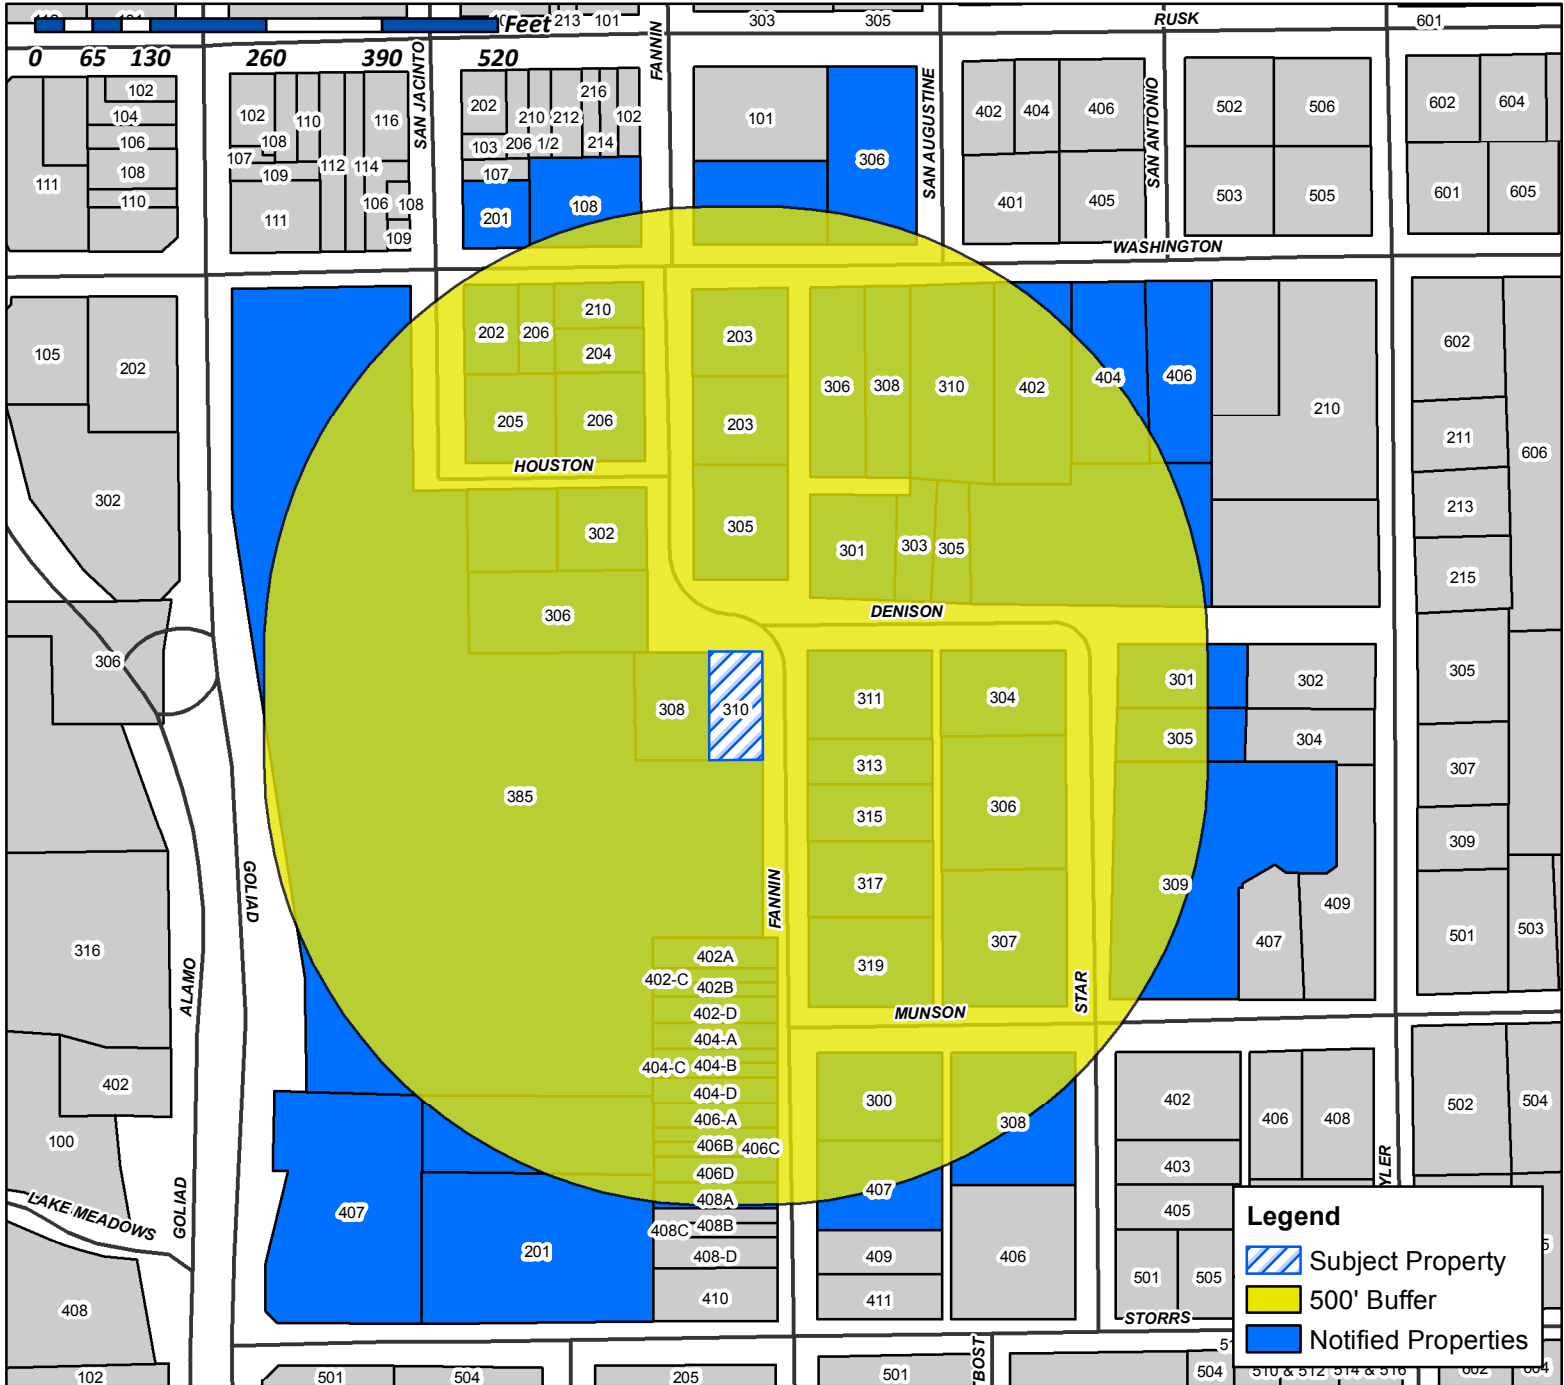 213 101 303 305 RUSK 601
Feet
0 65 130 260 390 520
SAN JACINTO
FANNIN
SAN AUGUSTINE
SAN ANTONIO
102 102 110 116 202 216 101 402 404 406 502 506 602 604
104 108 210 212 102
106 107 112 114 103 206 1/2 214 306
111 108 109 107
110 111 106 108 201 108 401 405 503 505 601 605
109
WASHINGTON
105 202 202 206 210 203 306 308 310 402 404 406 210 602
204
205 206 203 211 606
HOUSTON
302 302 305 301 303 305 213
215
306 DENISON
306 308 310 311 304 301 302 305
385 313 305 304 307
315 306
GOLIAD 317 309 309
FANNIN 409
316 402A 319 307 407 501 503
402-C 402B
ALAMO 402-D MUNSON STAR
404-A
402 404-C 404-B 402 406 408 502 504
404-D 300
100 406-A 308
406B 406C 403
LAKE MEADOWS GOLIAD 406D
407 408A 407 405
201 408C 408B 406
408-D 409
408 410 411 501 505
STORRS
102 501 504 205 501 504 510 & 512 514 & 516 602 604
Legend
Subject Property
500' Buffer
Notified Properties